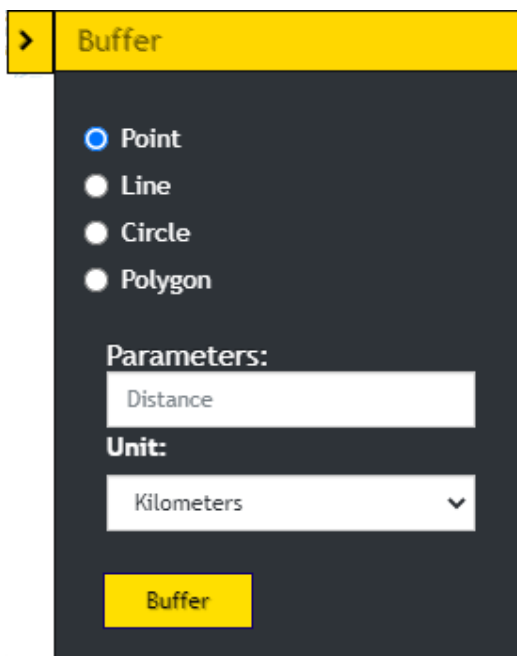 Buffer
Point
Line
Circle
Polygon
Parameters:
Distance
Unit:
Kilometers
Buffer